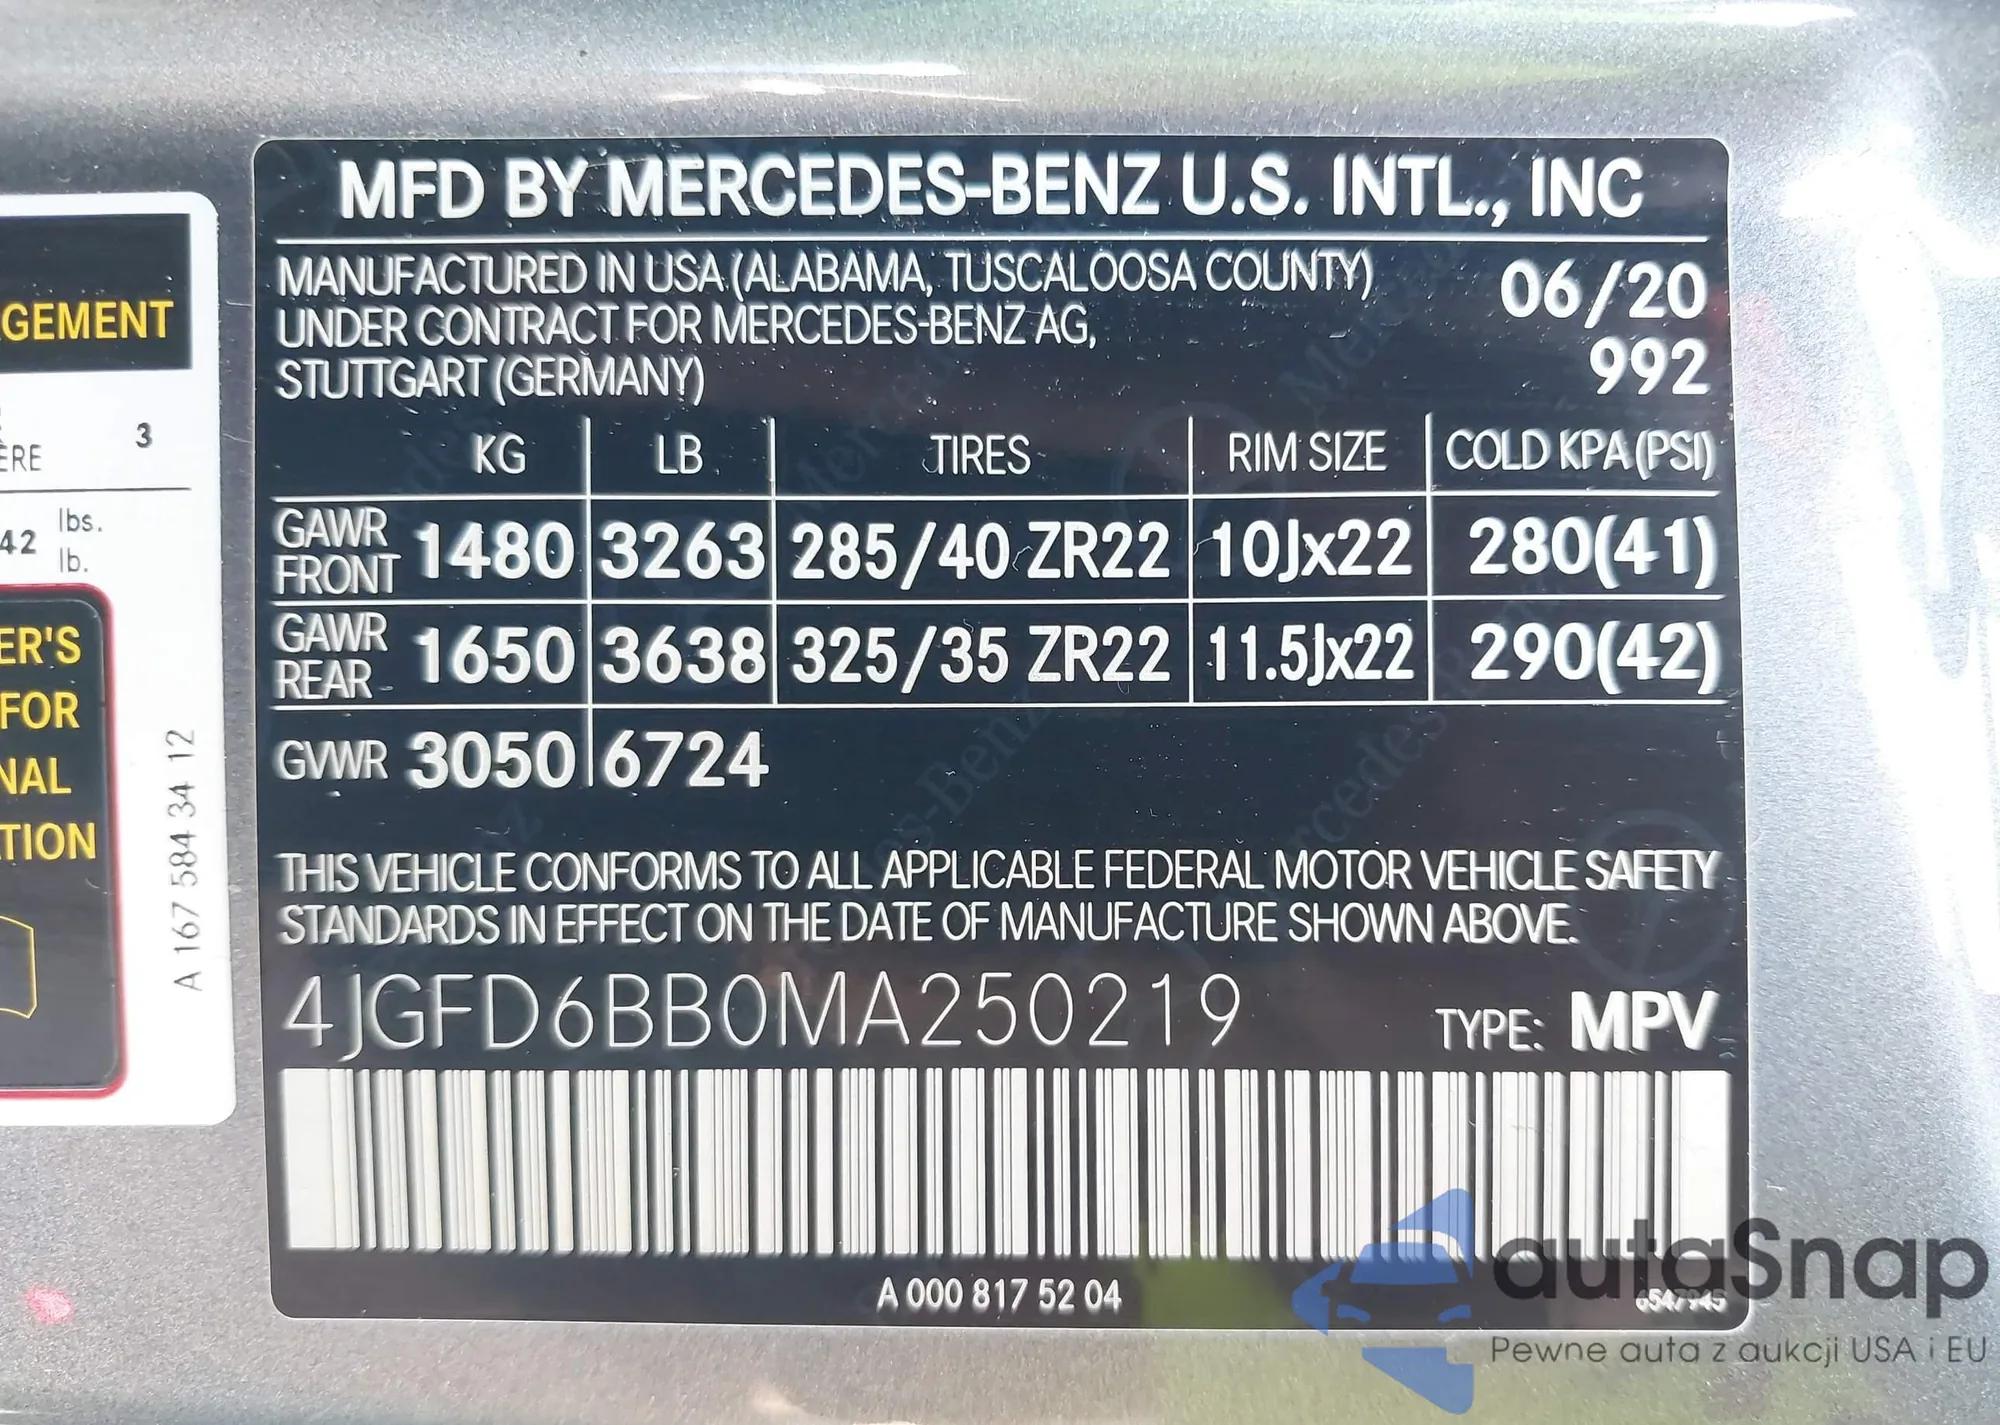 GEMENT
ÈRE
3
42 lbs.
lb.
ER'S
FOR
NAL
TION
A 167 584 34 12
MFD BY MERCEDES-BENZ U.S. INTL., INC
MANUFACTURED IN USA (ALABAMA, TUSCALOOSA COUNTY)
UNDER CONTRACT FOR MERCEDES-BENZ AG,
STUTTGART (GERMANY)
06/20
992
KG LB TIRES RIM SIZE COLD KPA (PSI)
GAWR FRONT 1480 3263 285/40 ZR22 10Jx22 280(41)
GAWR REAR 1650 3638 325/35 ZR22 11.5Jx22 290(42)
GVWR 3050 6724
THIS VEHICLE CONFORMS TO ALL APPLICABLE FEDERAL MOTOR VEHICLE SAFETY
STANDARDS IN EFFECT ON THE DATE OF MANUFACTURE SHOWN ABOVE.
4JGFD6BB0MA250219 TYPE: MPV
A 000 817 52 04
6547945
autaSnap
Pewne auta z aukcji USA i EU